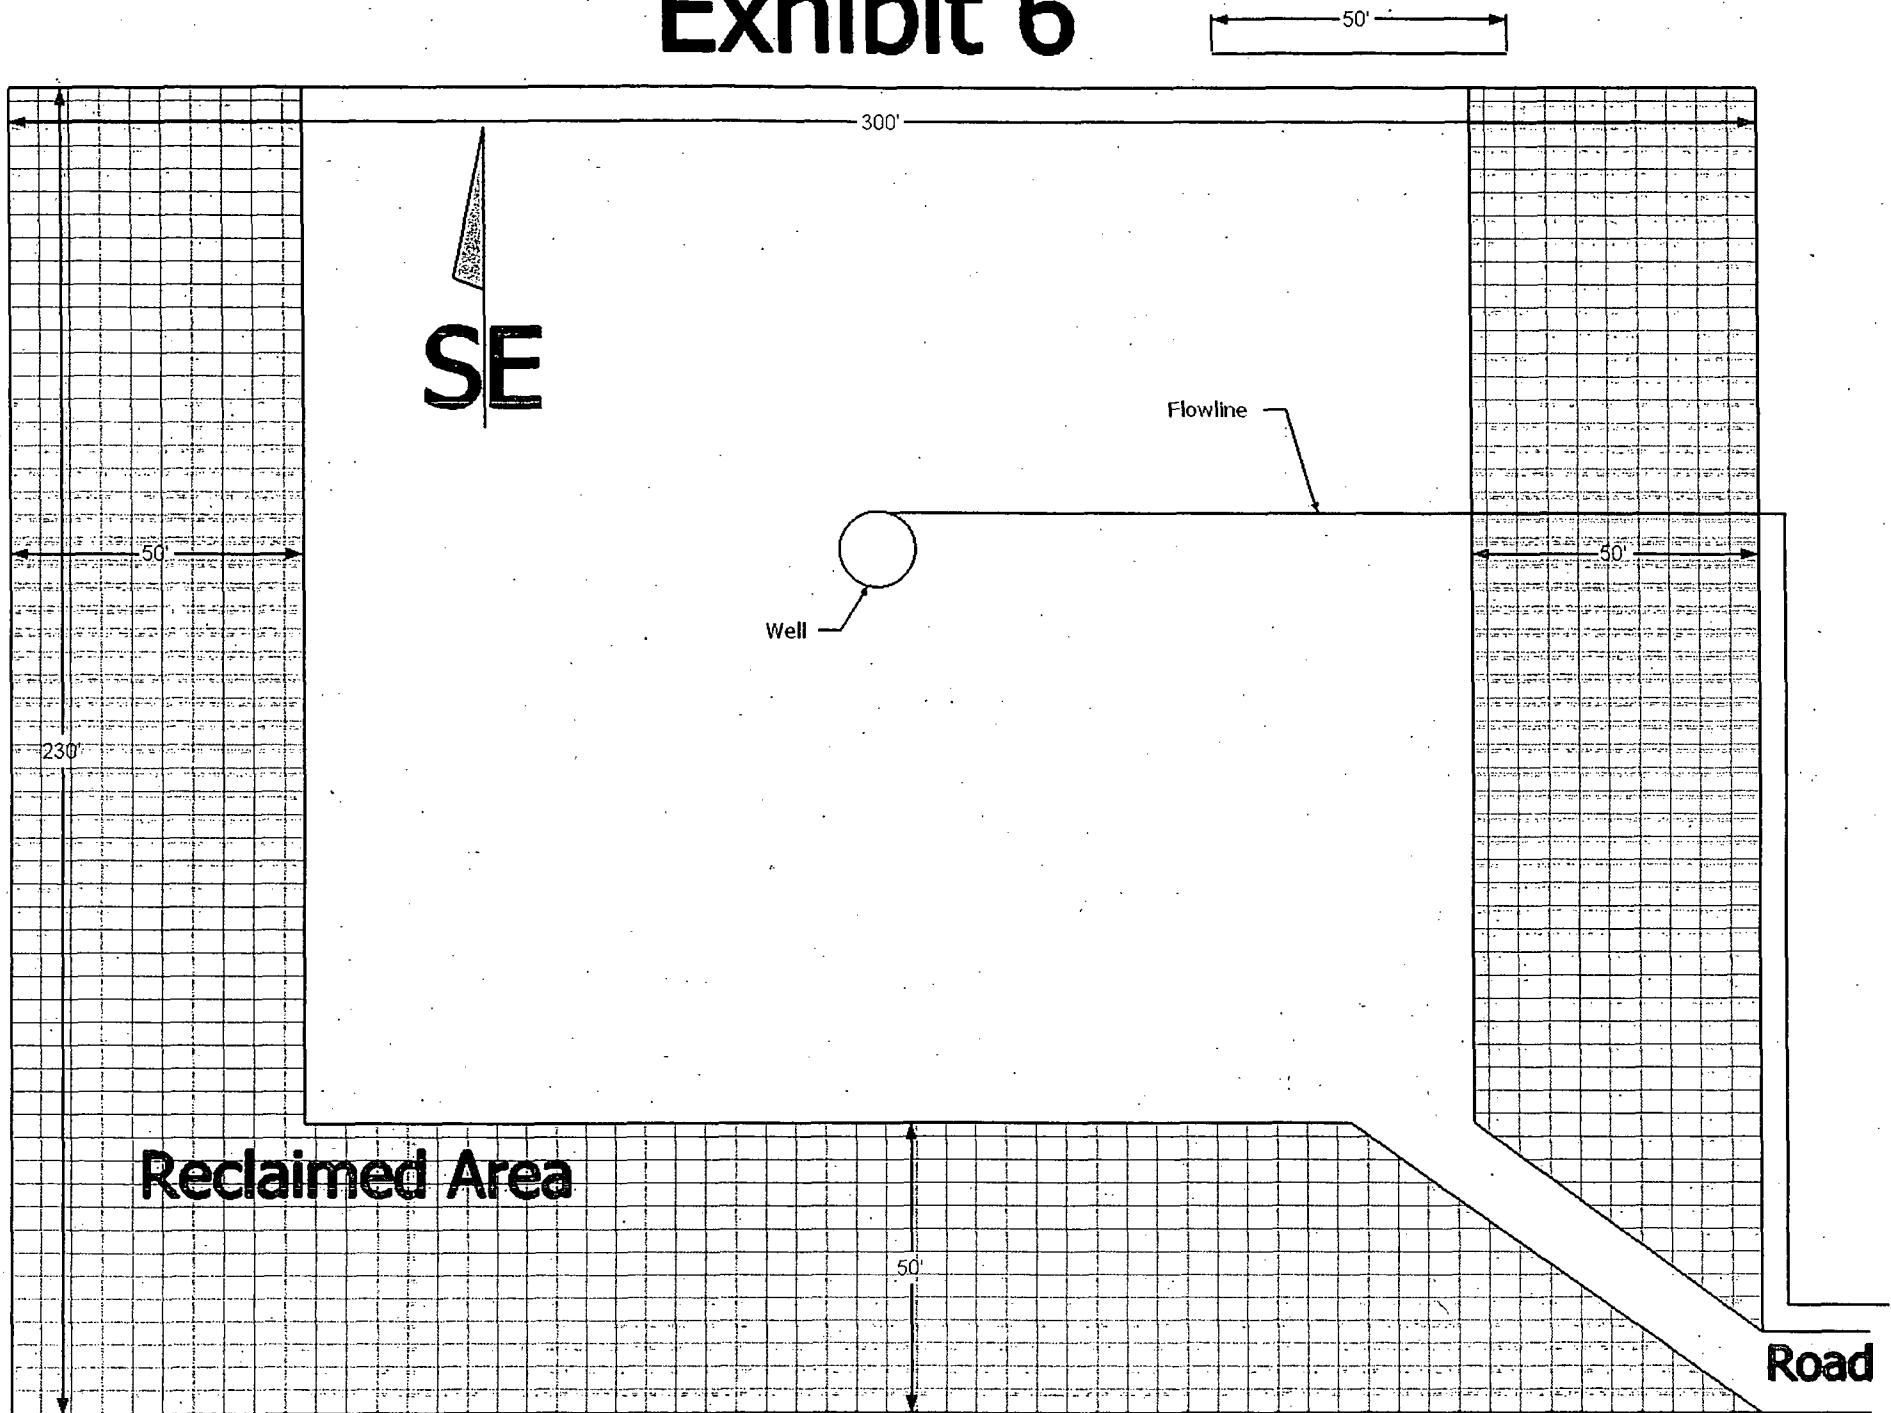 Exhibit 6
50'
300'
SE
Flowline
50'
50'
Well
230'
Reclaimed Area
50'
Road